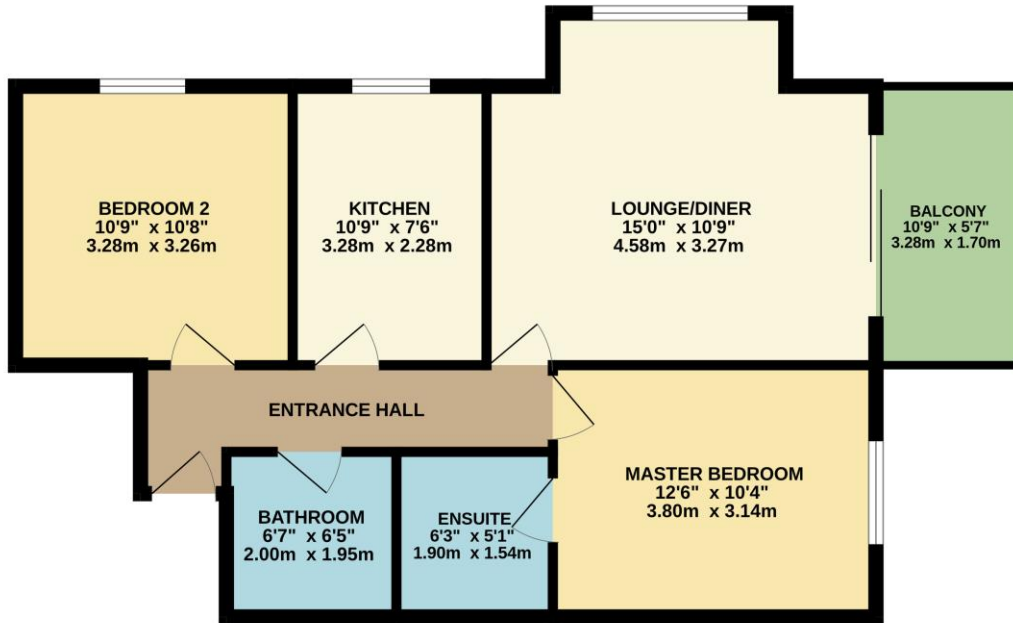 BEDROOM 2
10'9" x 10'8"
3.28m x 3.26m
KITCHEN
10'9" x 7'6"
3.28m x 2.28m
LOUNGE/DINER
15'0" x 10'9"
4.58m x 3.27m
BALCONY
10'9" x 5'7"
3.28m x 1.70m
ENTRANCE HALL
MASTER BEDROOM
12'6" x 10'4"
3.80m x 3.14m
BATHROOM
6'7" x 6'5"
2.00m x 1.95m
ENSUITE
6'3" x 5'1"
1.90m x 1.54m